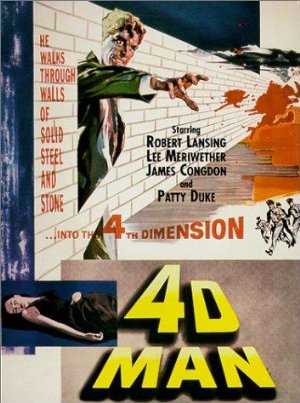 HE
WALKS
THROUGH
WALLS
OF
SOLID
STEEL
AND
STONE
Starring
ROBERT LANSING
LEE MERIWETHER
JAMES CONGDON
and
PATTY DUKE
...INTO THE 4TH DIMENSION
4D
MAN